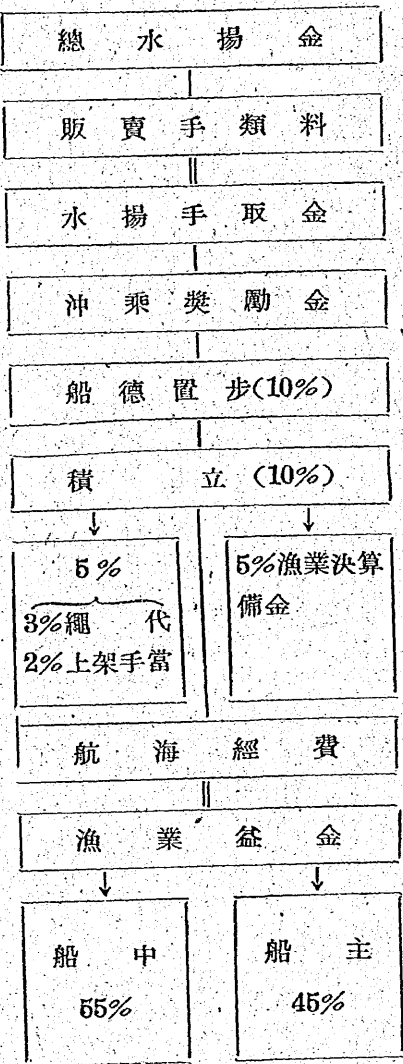 總水揚金
販賣手類料
水揚手取金
沖乘奬勵金
船德置步(10%)
積立(10%)
5%
3%繩代
2%上架手當
5%漁業決算
備金
航海經費
漁業益金
船中
55%
船主
45%